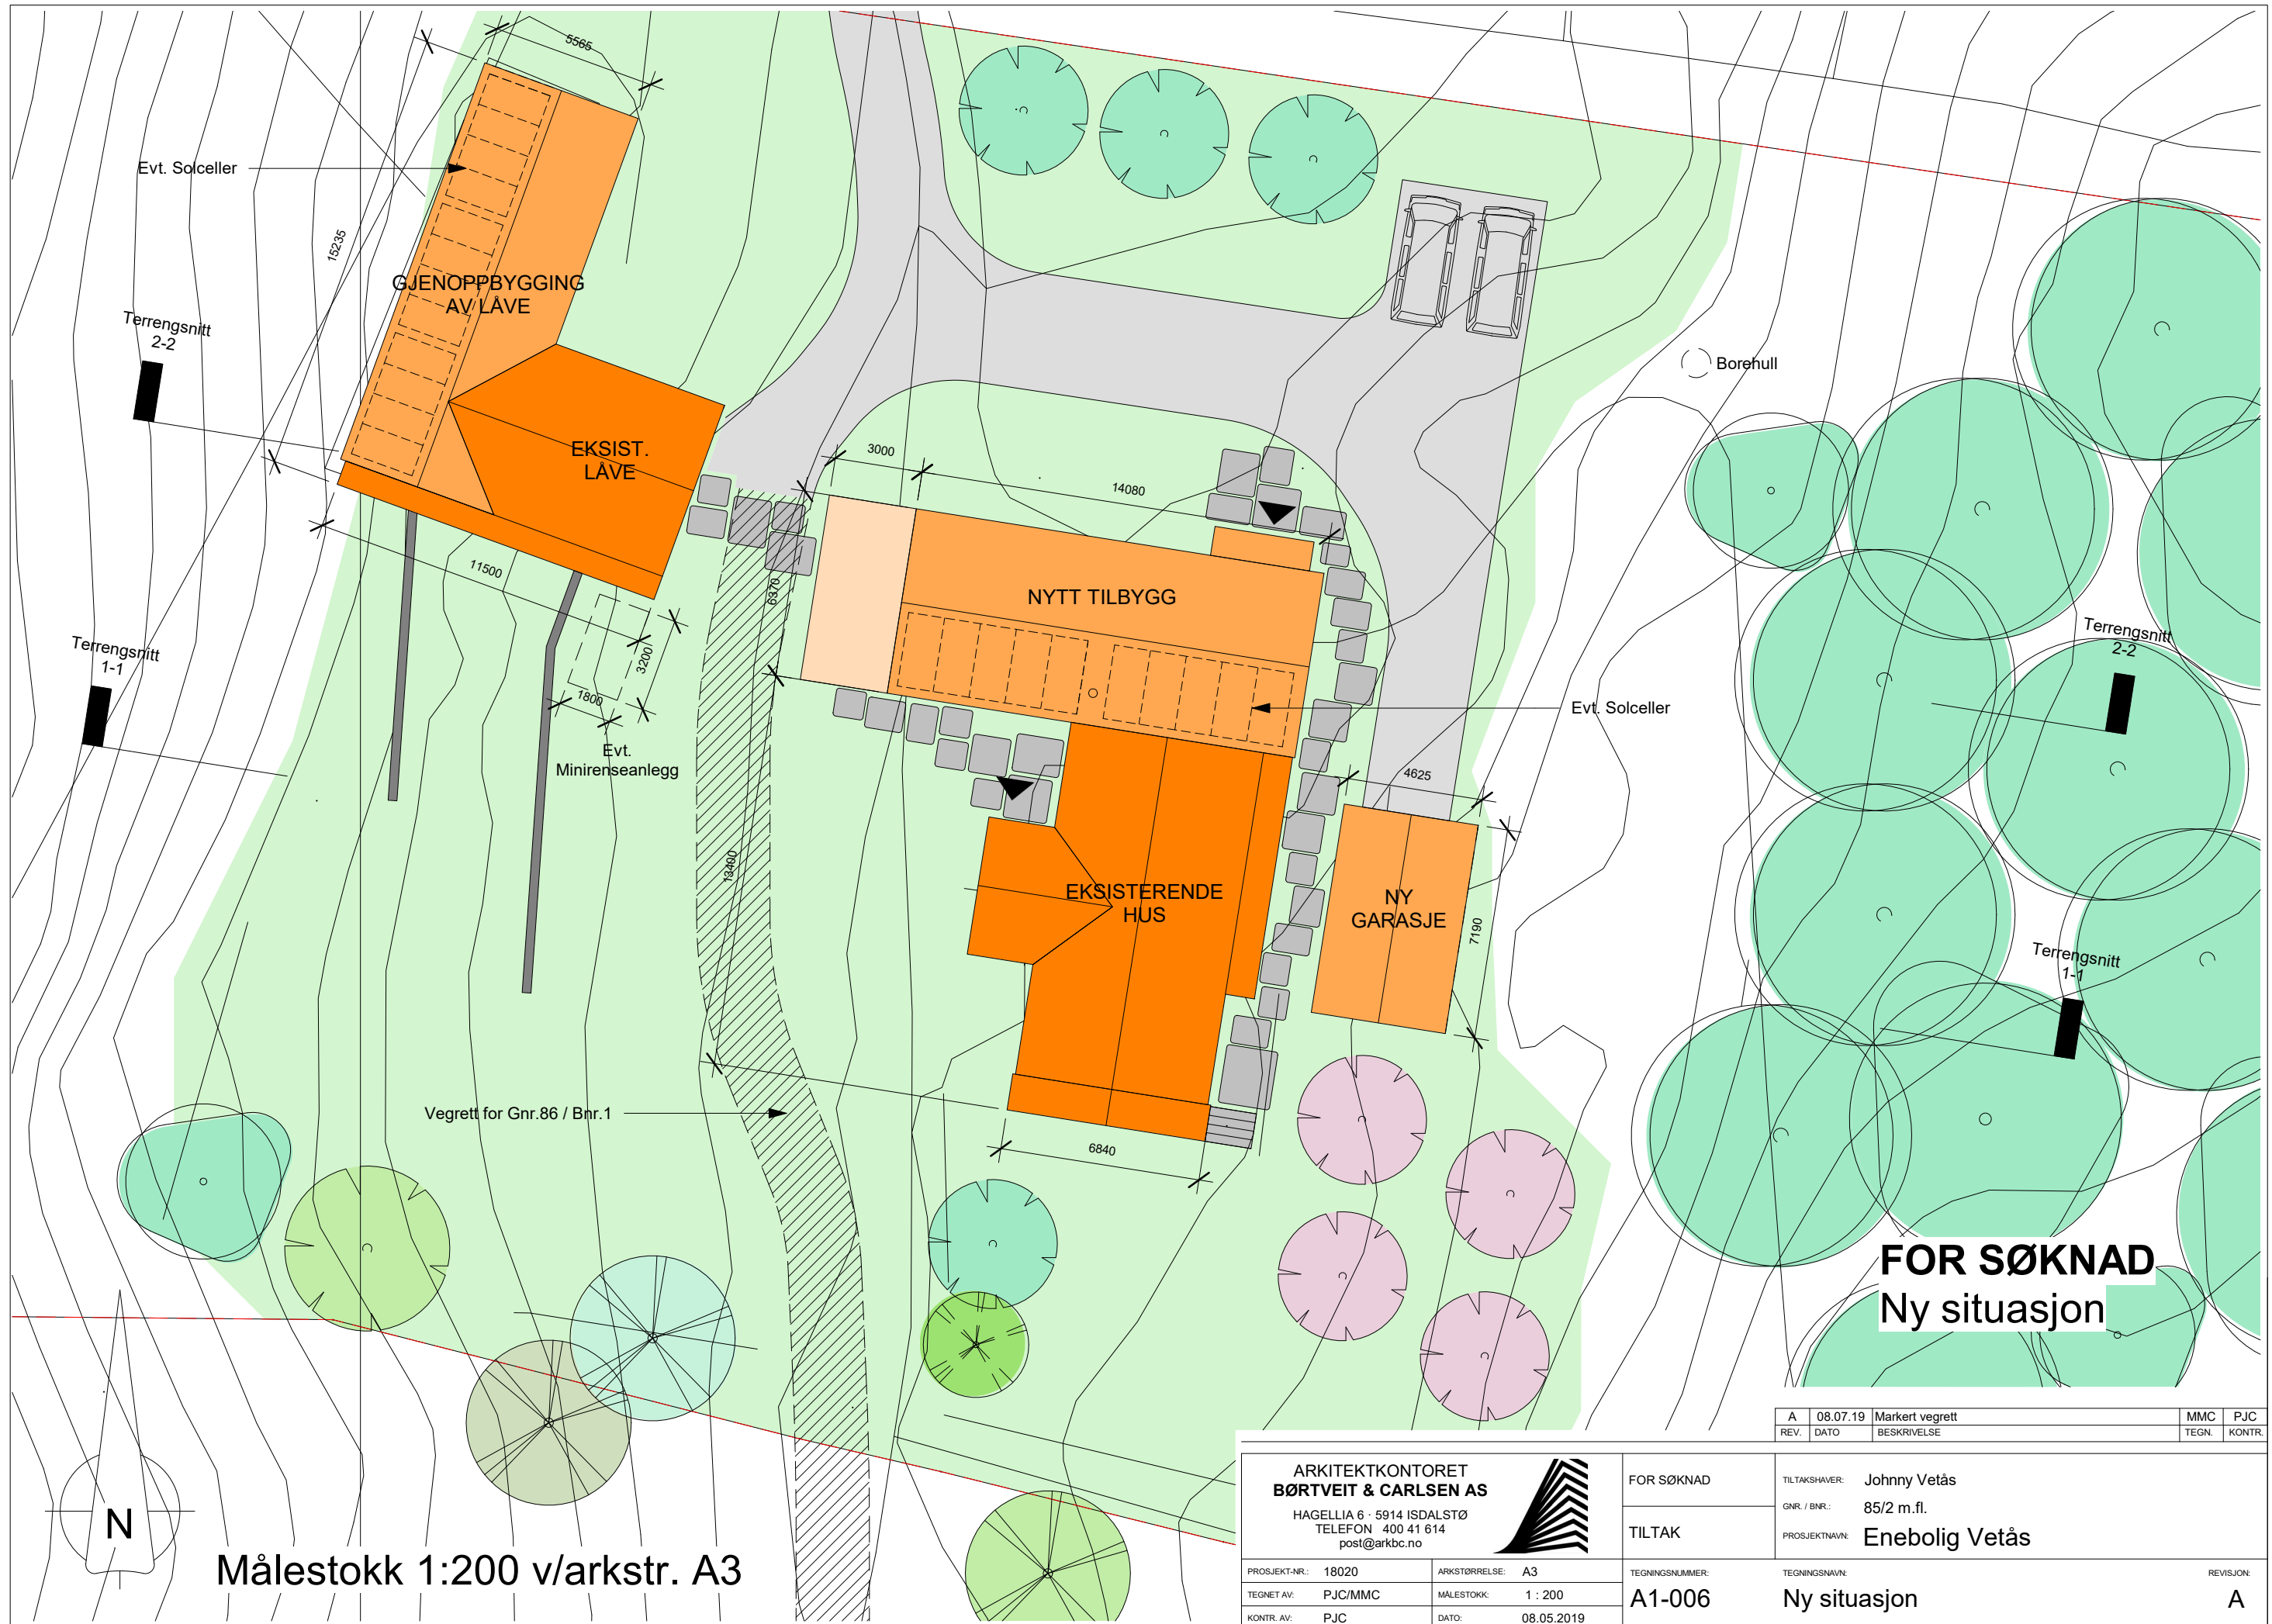 5565
Evt. Solceller
15235
GJENOPPBYGGING
AV LÅVE
Terrengsnitt
2-2
EKSIST.
LÅVE
Borehull
3000
14080
11500
6370
NYTT TILBYGG
Terrengsnitt
1-1
3200
1800
Evt.
Minirenseanlegg
Evt. Solceller
Terrengsnitt
2-2
4625
13400
EKSISTERENDE
HUS
NY
GARASJE
7190
Terrengsnitt
1-1
Vegrett for Gnr.86 / Bnr.1
6840
FOR SØKNAD
Ny situasjon
N
Målestokk 1:200 v/arkstr. A3
A 08.07.19 Markert vegrett MMC PJC
REV. DATO BESKRIVELSE TEGN. KONTR.
ARKITEKTKONTORET
BØRTVEIT & CARLSEN AS
HAGELLIA 6 · 5914 ISDALSTØ
TELEFON 400 41 614
post@arkbc.no
FOR SØKNAD
TILTAK
TILTAKSHAVER: Johnny Vetås
GNR. / BNR.: 85/2 m.fl.
PROSJEKTNAVN: Enebolig Vetås
PROSJEKT-NR.: 18020
ARKSTØRRELSE: A3
TEGNET AV: PJC/MMC
MÅLESTOKK: 1 : 200
KONTR. AV: PJC
DATO: 08.05.2019
TEGNINGSNUMMER:
A1-006
TEGNINGSNAVN:
Ny situasjon
REVISJON:
A